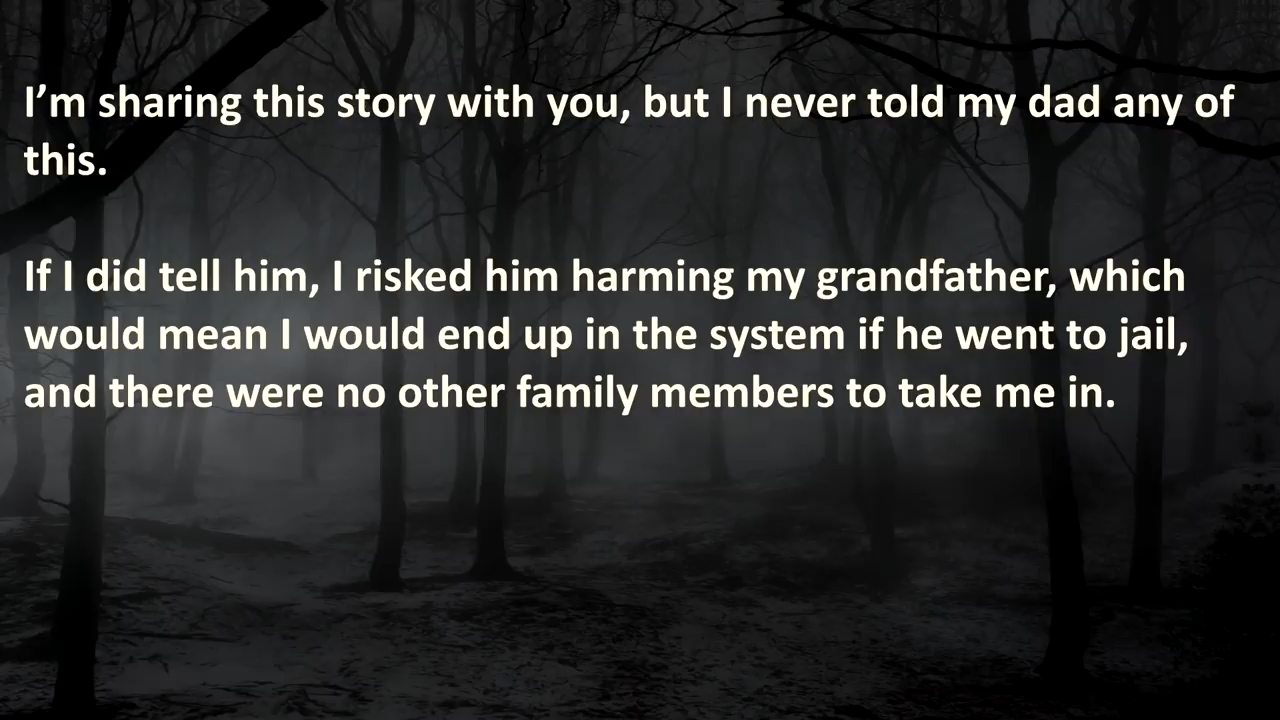 I’m sharing this story with you, but I never told my dad any of
this.
If I did tell him, I risked him harming my grandfather, which
would mean I would end up in the system if he went to jail,
and there were no other family members to take me in.